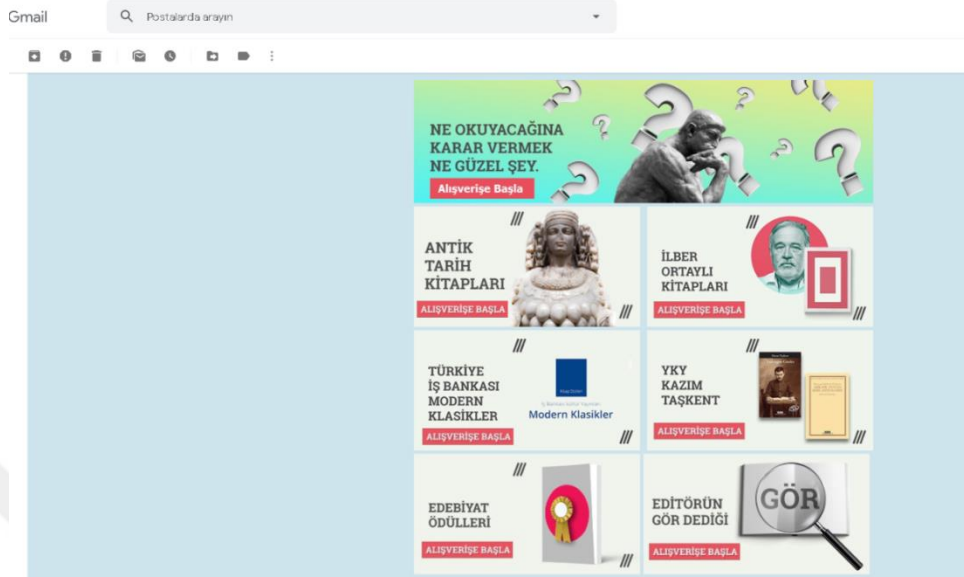 Gmail
Postalarda arayın
NE OKUYACAĞINA
KARAR VERMEK
NE GÜZEL ŞEY.
Alışverişe Başla
ANTİK
TARİH
KİTAPLARI
ALIŞVERİŞE BAŞLA
İLBER
ORTAYLI
KİTAPLARI
ALIŞVERİŞE BAŞLA
TÜRKİYE
İŞ BANKASI
MODERN
KLASİKLER
Modern Klasikler
ALIŞVERİŞE BAŞLA
YKY
KAZIM
TAŞKENT
ALIŞVERİŞE BAŞLA
EDEBİYAT
ÖDÜLLERİ
ALIŞVERİŞE BAŞLA
EDİTÖRÜN
GÖR DEDİĞİ
GÖR
ALIŞVERİŞE BAŞLA